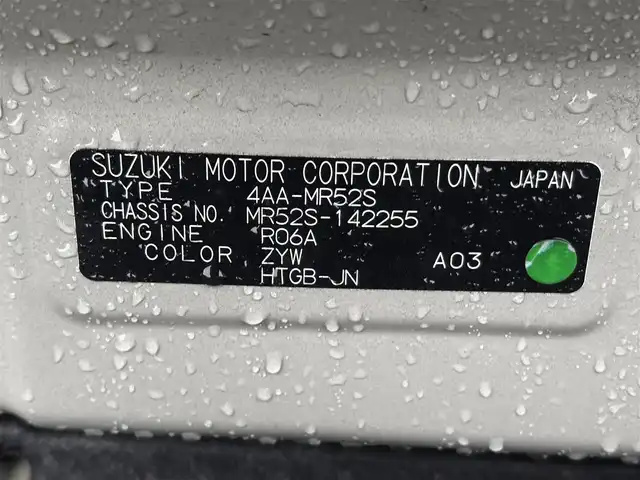 SUZUKI MOTOR CORPORATION JAPAN
TYPE 4AA-MR52S
CHASSIS NO. MR52S-142255
ENGINE R06A
COLOR ZYW A03
HTGB-JN